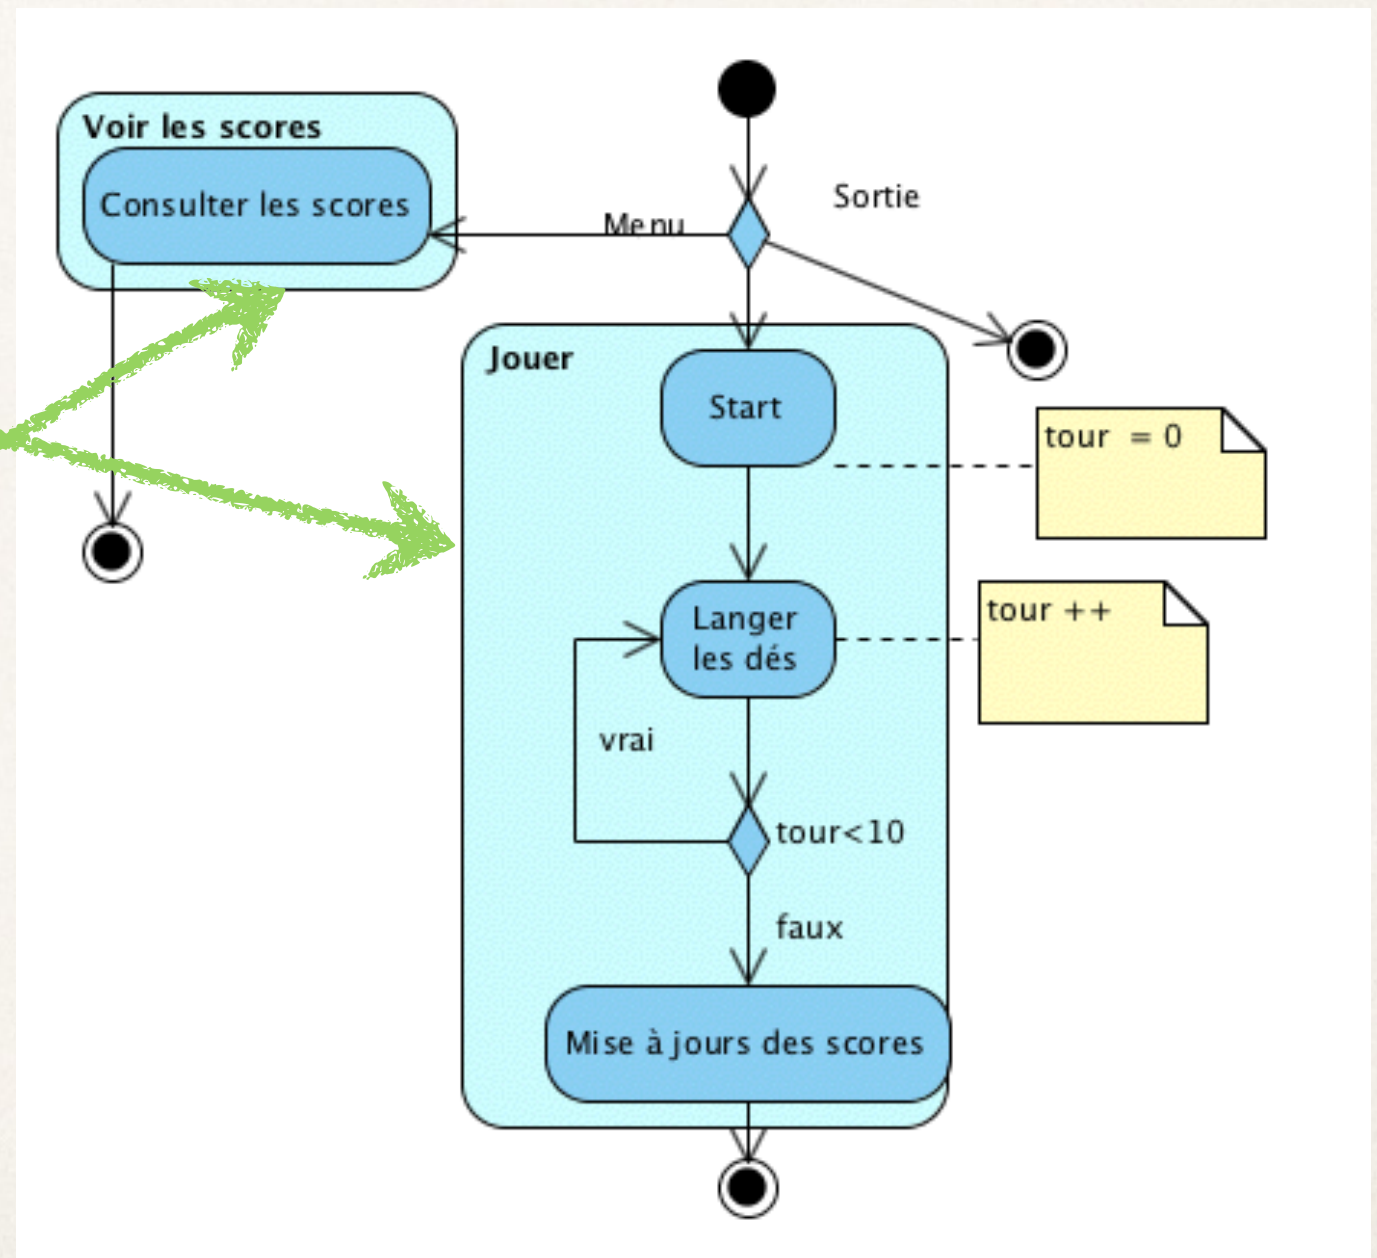 Voir les scores
Consulter les scores
Menu
Sortie
Jouer
Start
tour = 0
Langer
les dés
tour ++
vrai
tour<10
faux
Mise à jours des scores